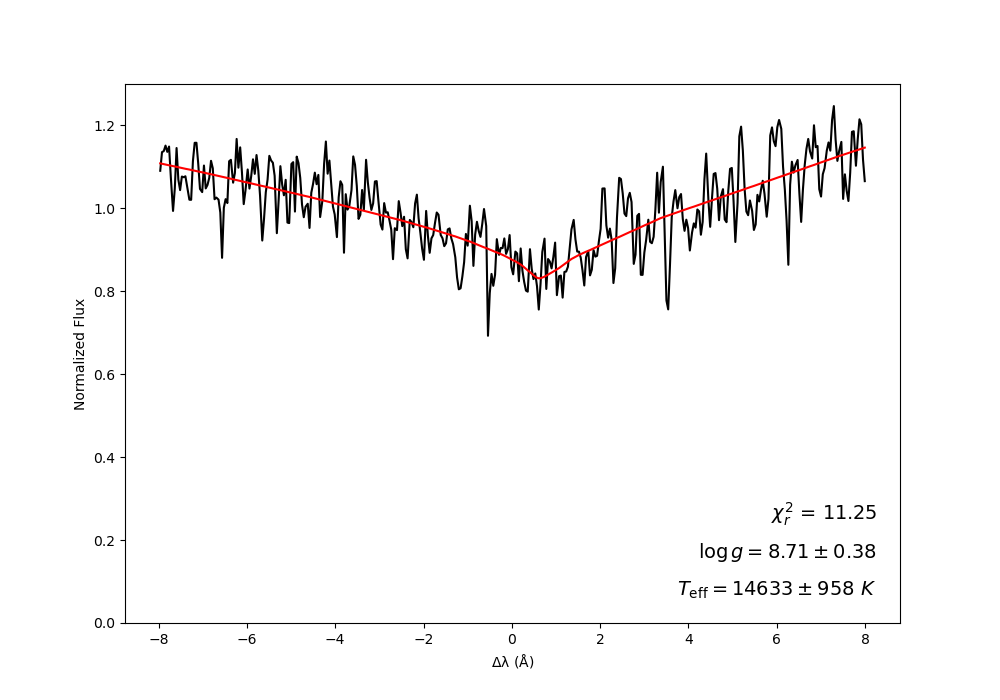 1.2
1.0
0.8
0.6
0.4
0.2
0.0
Normalized Flux
χ²ᵣ = 11.25
log g = 8.71 ± 0.38
T_eff = 14633 ± 958 K
−8 −6 −4 −2 0 2 4 6 8
Δλ (Å)